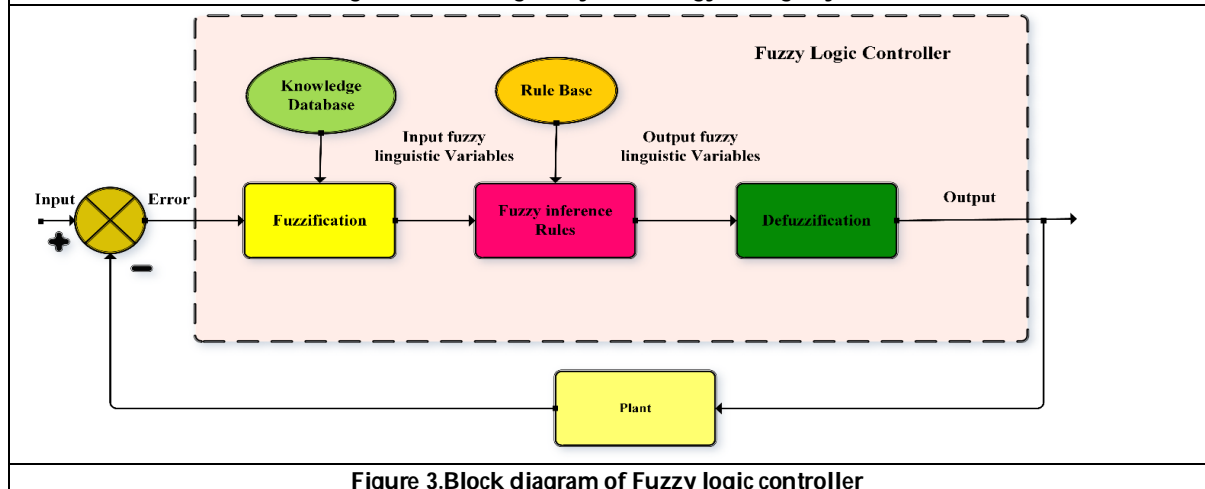 Fuzzy Logic Controller
Knowledge
Database
Rule Base
Input fuzzy
linguistic Variables
Output fuzzy
linguistic Variables
Input
Error
Fuzzification
Fuzzy inference
Rules
Defuzzification
Output
+
−
Plant
Figure 3.Block diagram of Fuzzy logic controller